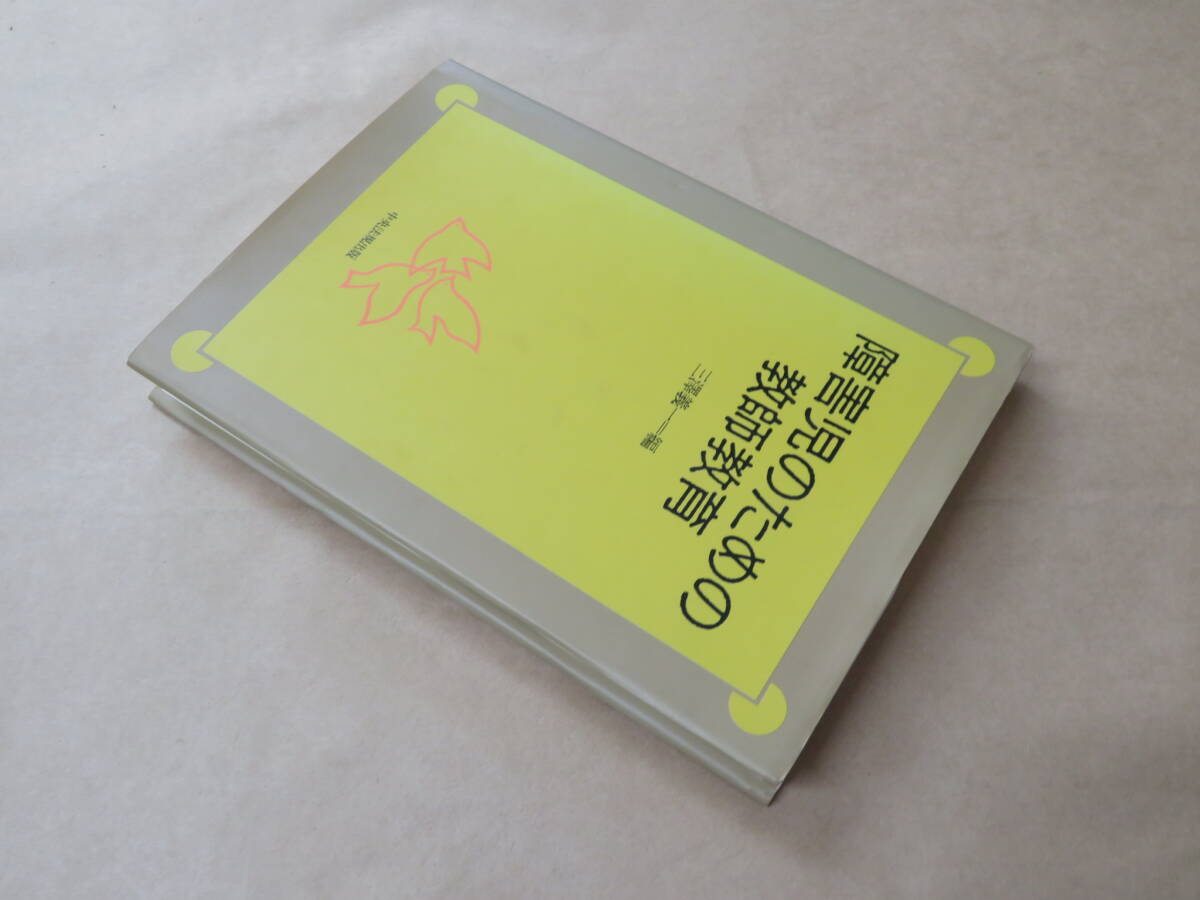 障害児のための
教師教育
三澤義一編
中央法規出版